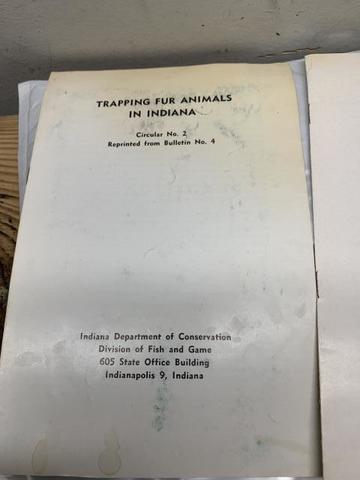 TRAPPING FUR ANIMALS
IN INDIANA
Circular No. 2
Reprinted from Bulletin No. 4
Indiana Department of Conservation
Division of Fish and Game
605 State Office Building
Indianapolis 9, Indiana